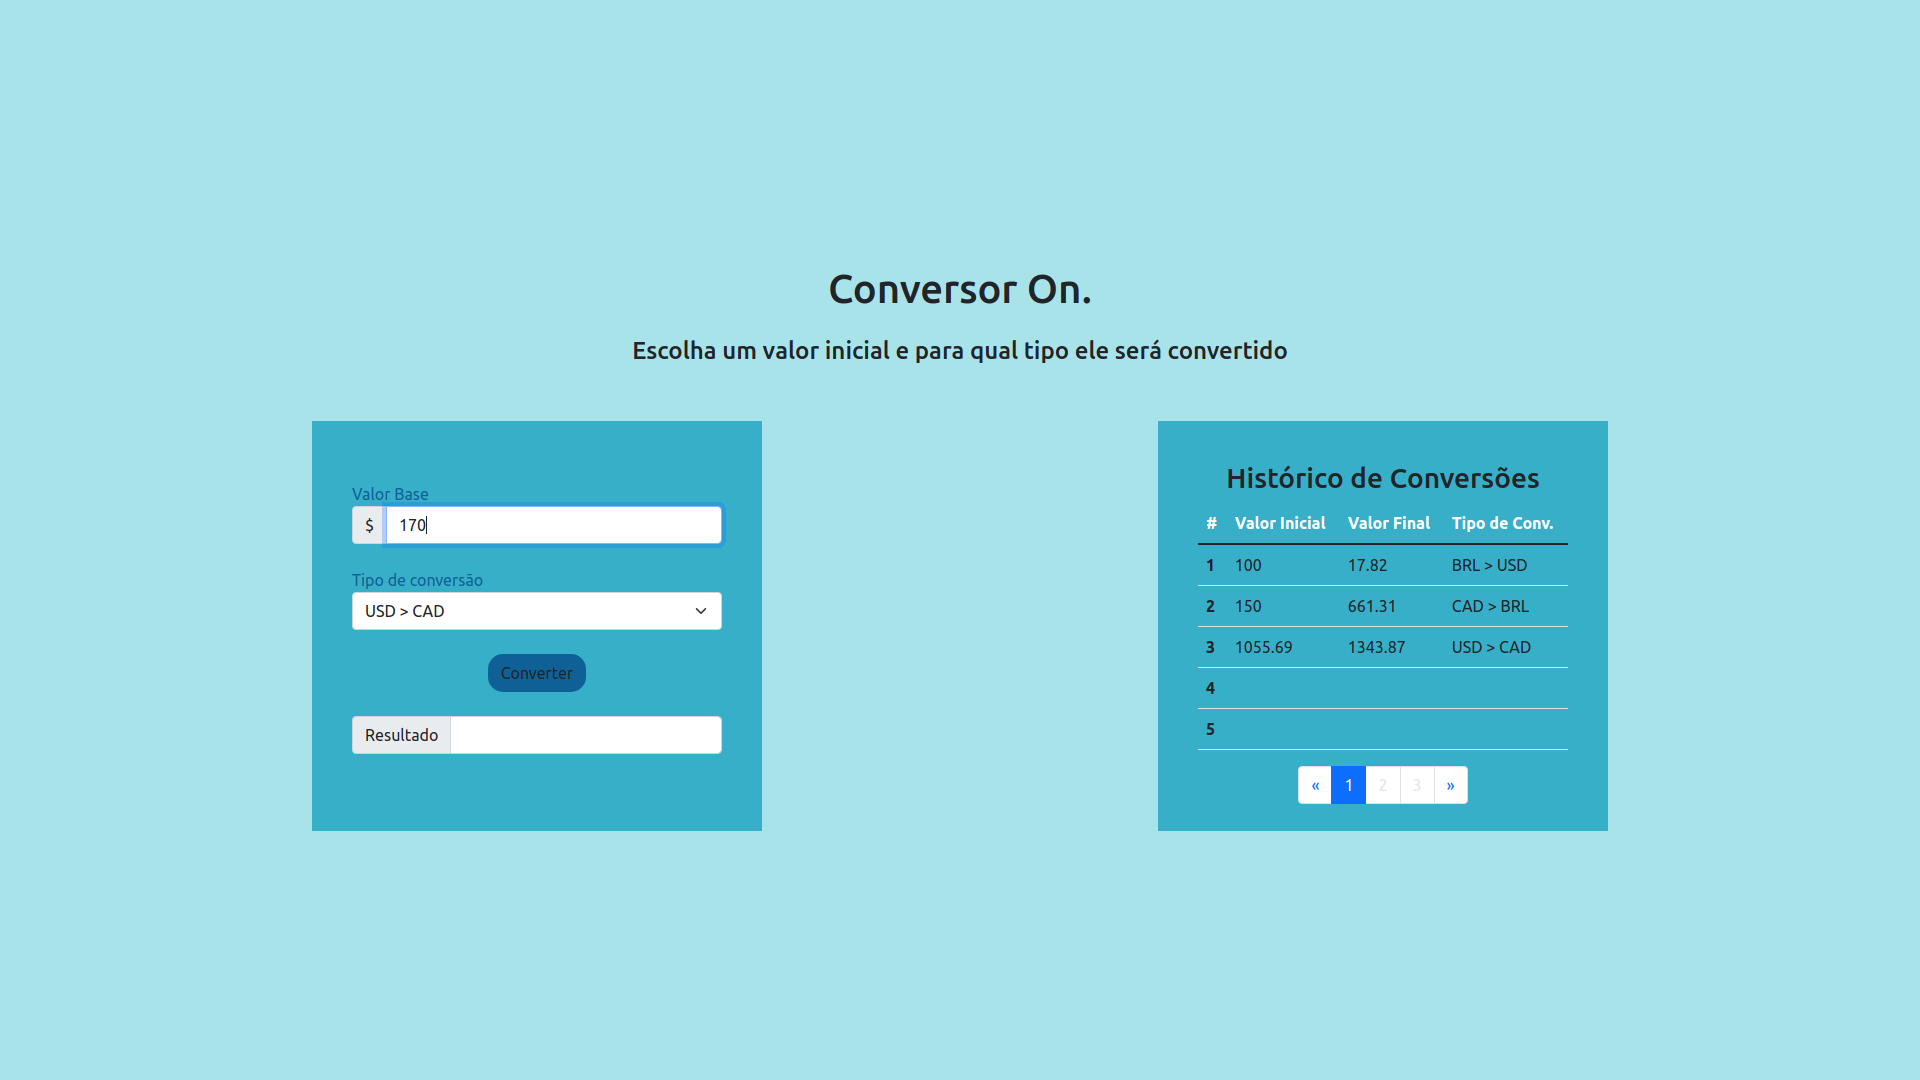 Conversor On.
Escolha um valor inicial e para qual tipo ele será convertido
Valor Base
$ 170
Tipo de conversão
USD > CAD
Converter
Resultado
Histórico de Conversões
# Valor Inicial Valor Final Tipo de Conv.
1 100 17.82 BRL > USD
2 150 661.31 CAD > BRL
3 1055.69 1343.87 USD > CAD
4
5
« 1 2 3 »